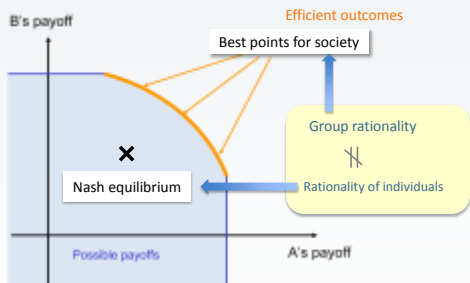 Efficient outcomes
B's payoff
Best points for society
Group rationality
Nash equilibrium
Rationality of individuals
Possible payoffs
A's payoff